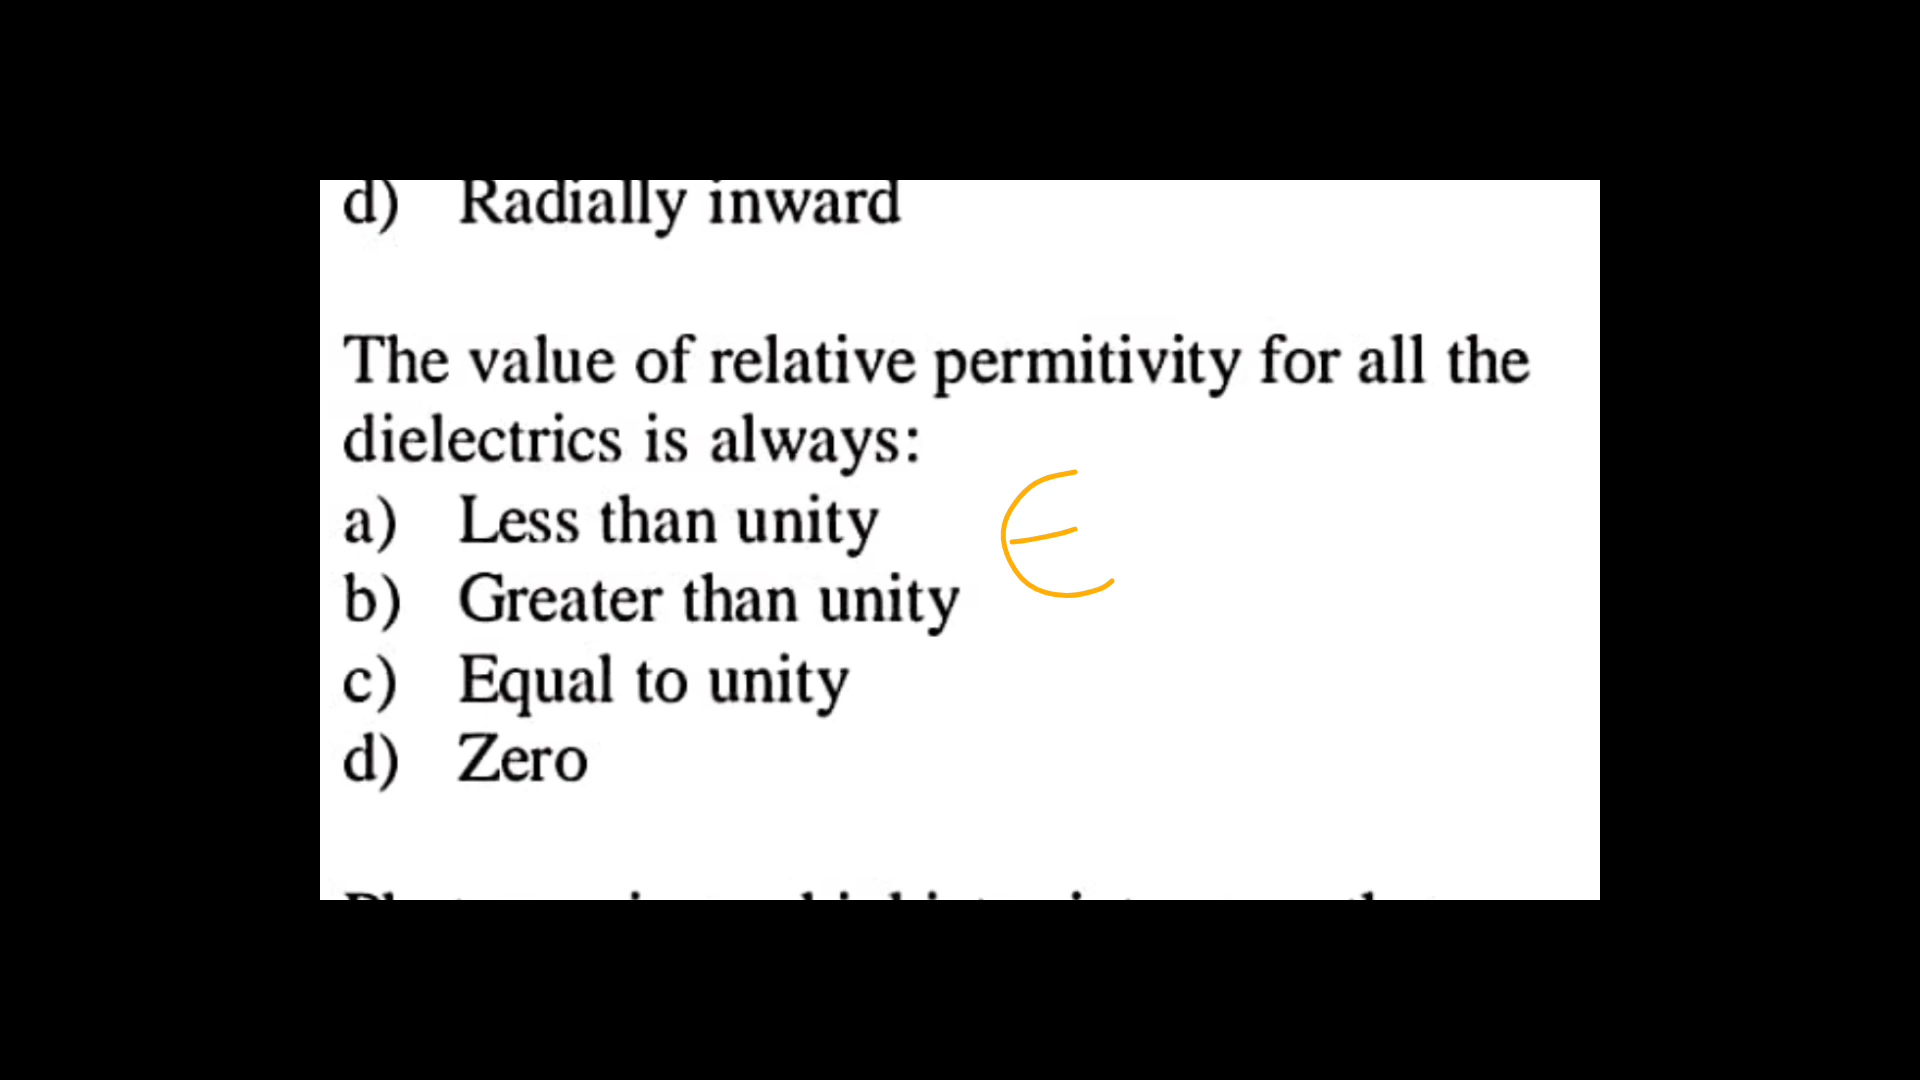 d) Radially inward
The value of relative permitivity for all the
dielectrics is always:
a) Less than unity
∈
b) Greater than unity
c) Equal to unity
d) Zero